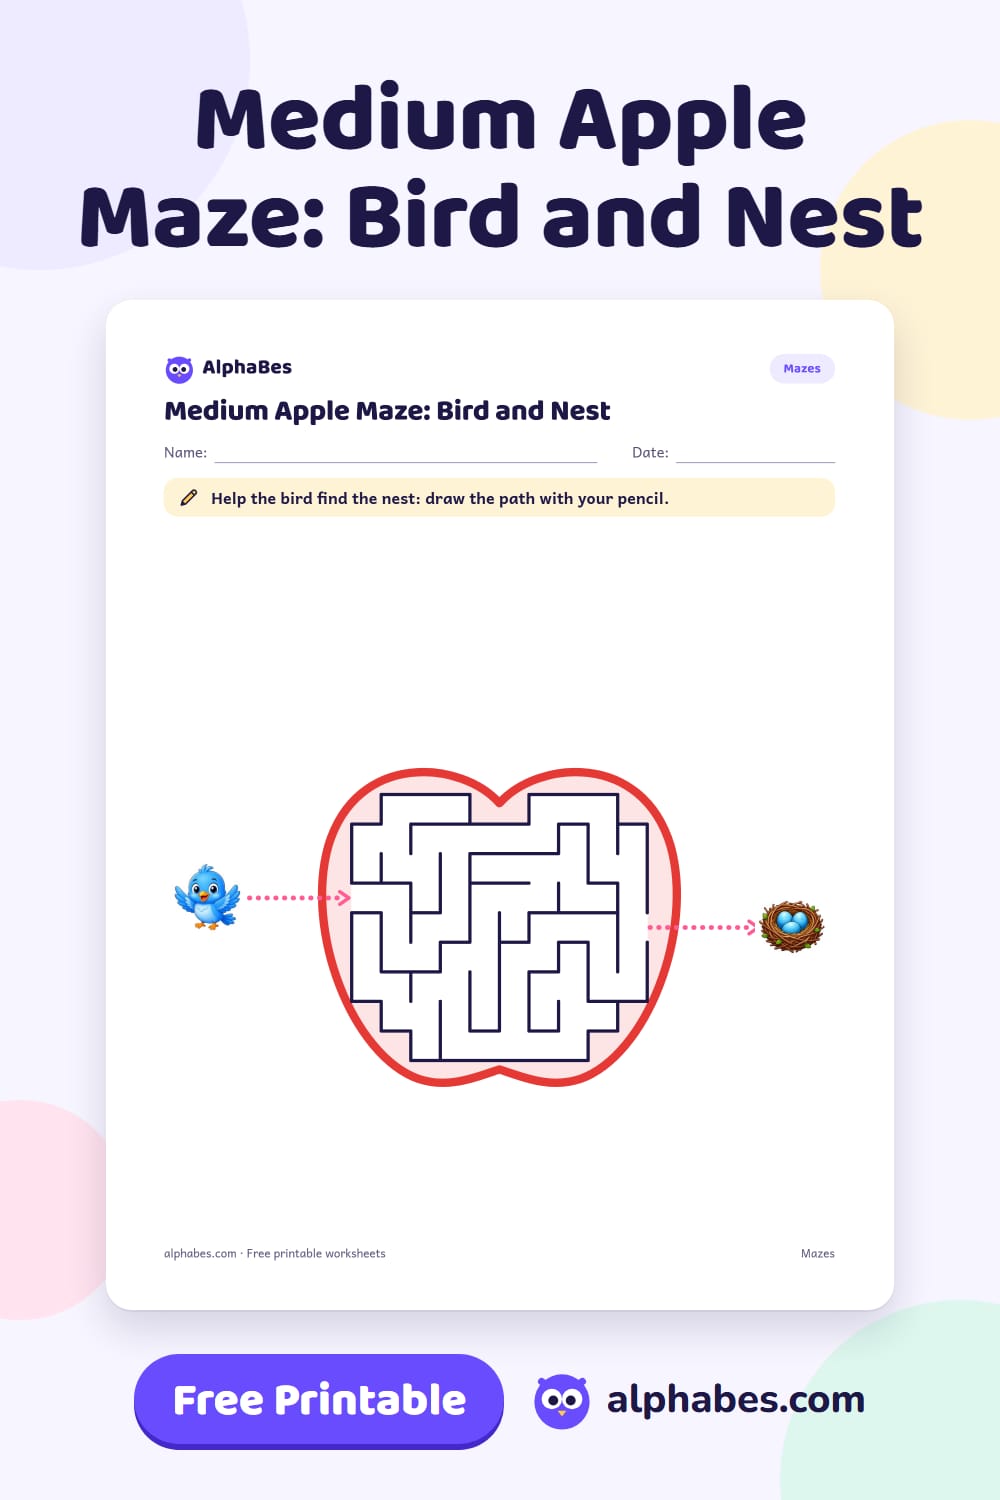 Medium Apple
Maze: Bird and Nest
AlphaBes
Mazes
Medium Apple Maze: Bird and Nest
Name:
Date:
Help the bird find the nest: draw the path with your pencil.
alphabes.com · Free printable worksheets
Mazes
Free Printable
alphabes.com